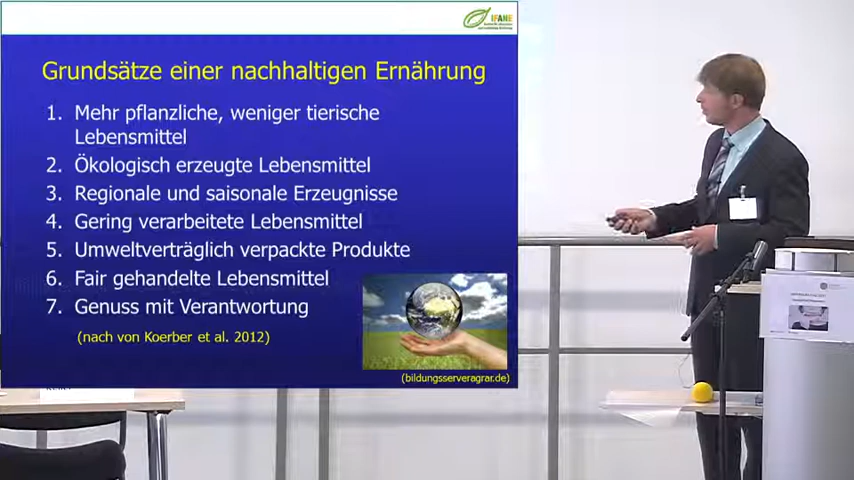 IFANE
Grundsätze einer nachhaltigen Ernährung
1. Mehr pflanzliche, weniger tierische
Lebensmittel
2. Ökologisch erzeugte Lebensmittel
3. Regionale und saisonale Erzeugnisse
4. Gering verarbeitete Lebensmittel
5. Umweltverträglich verpackte Produkte
6. Fair gehandelte Lebensmittel
7. Genuss mit Verantwortung
(nach von Koerber et al. 2012)
(bildungsserveragrar.de)